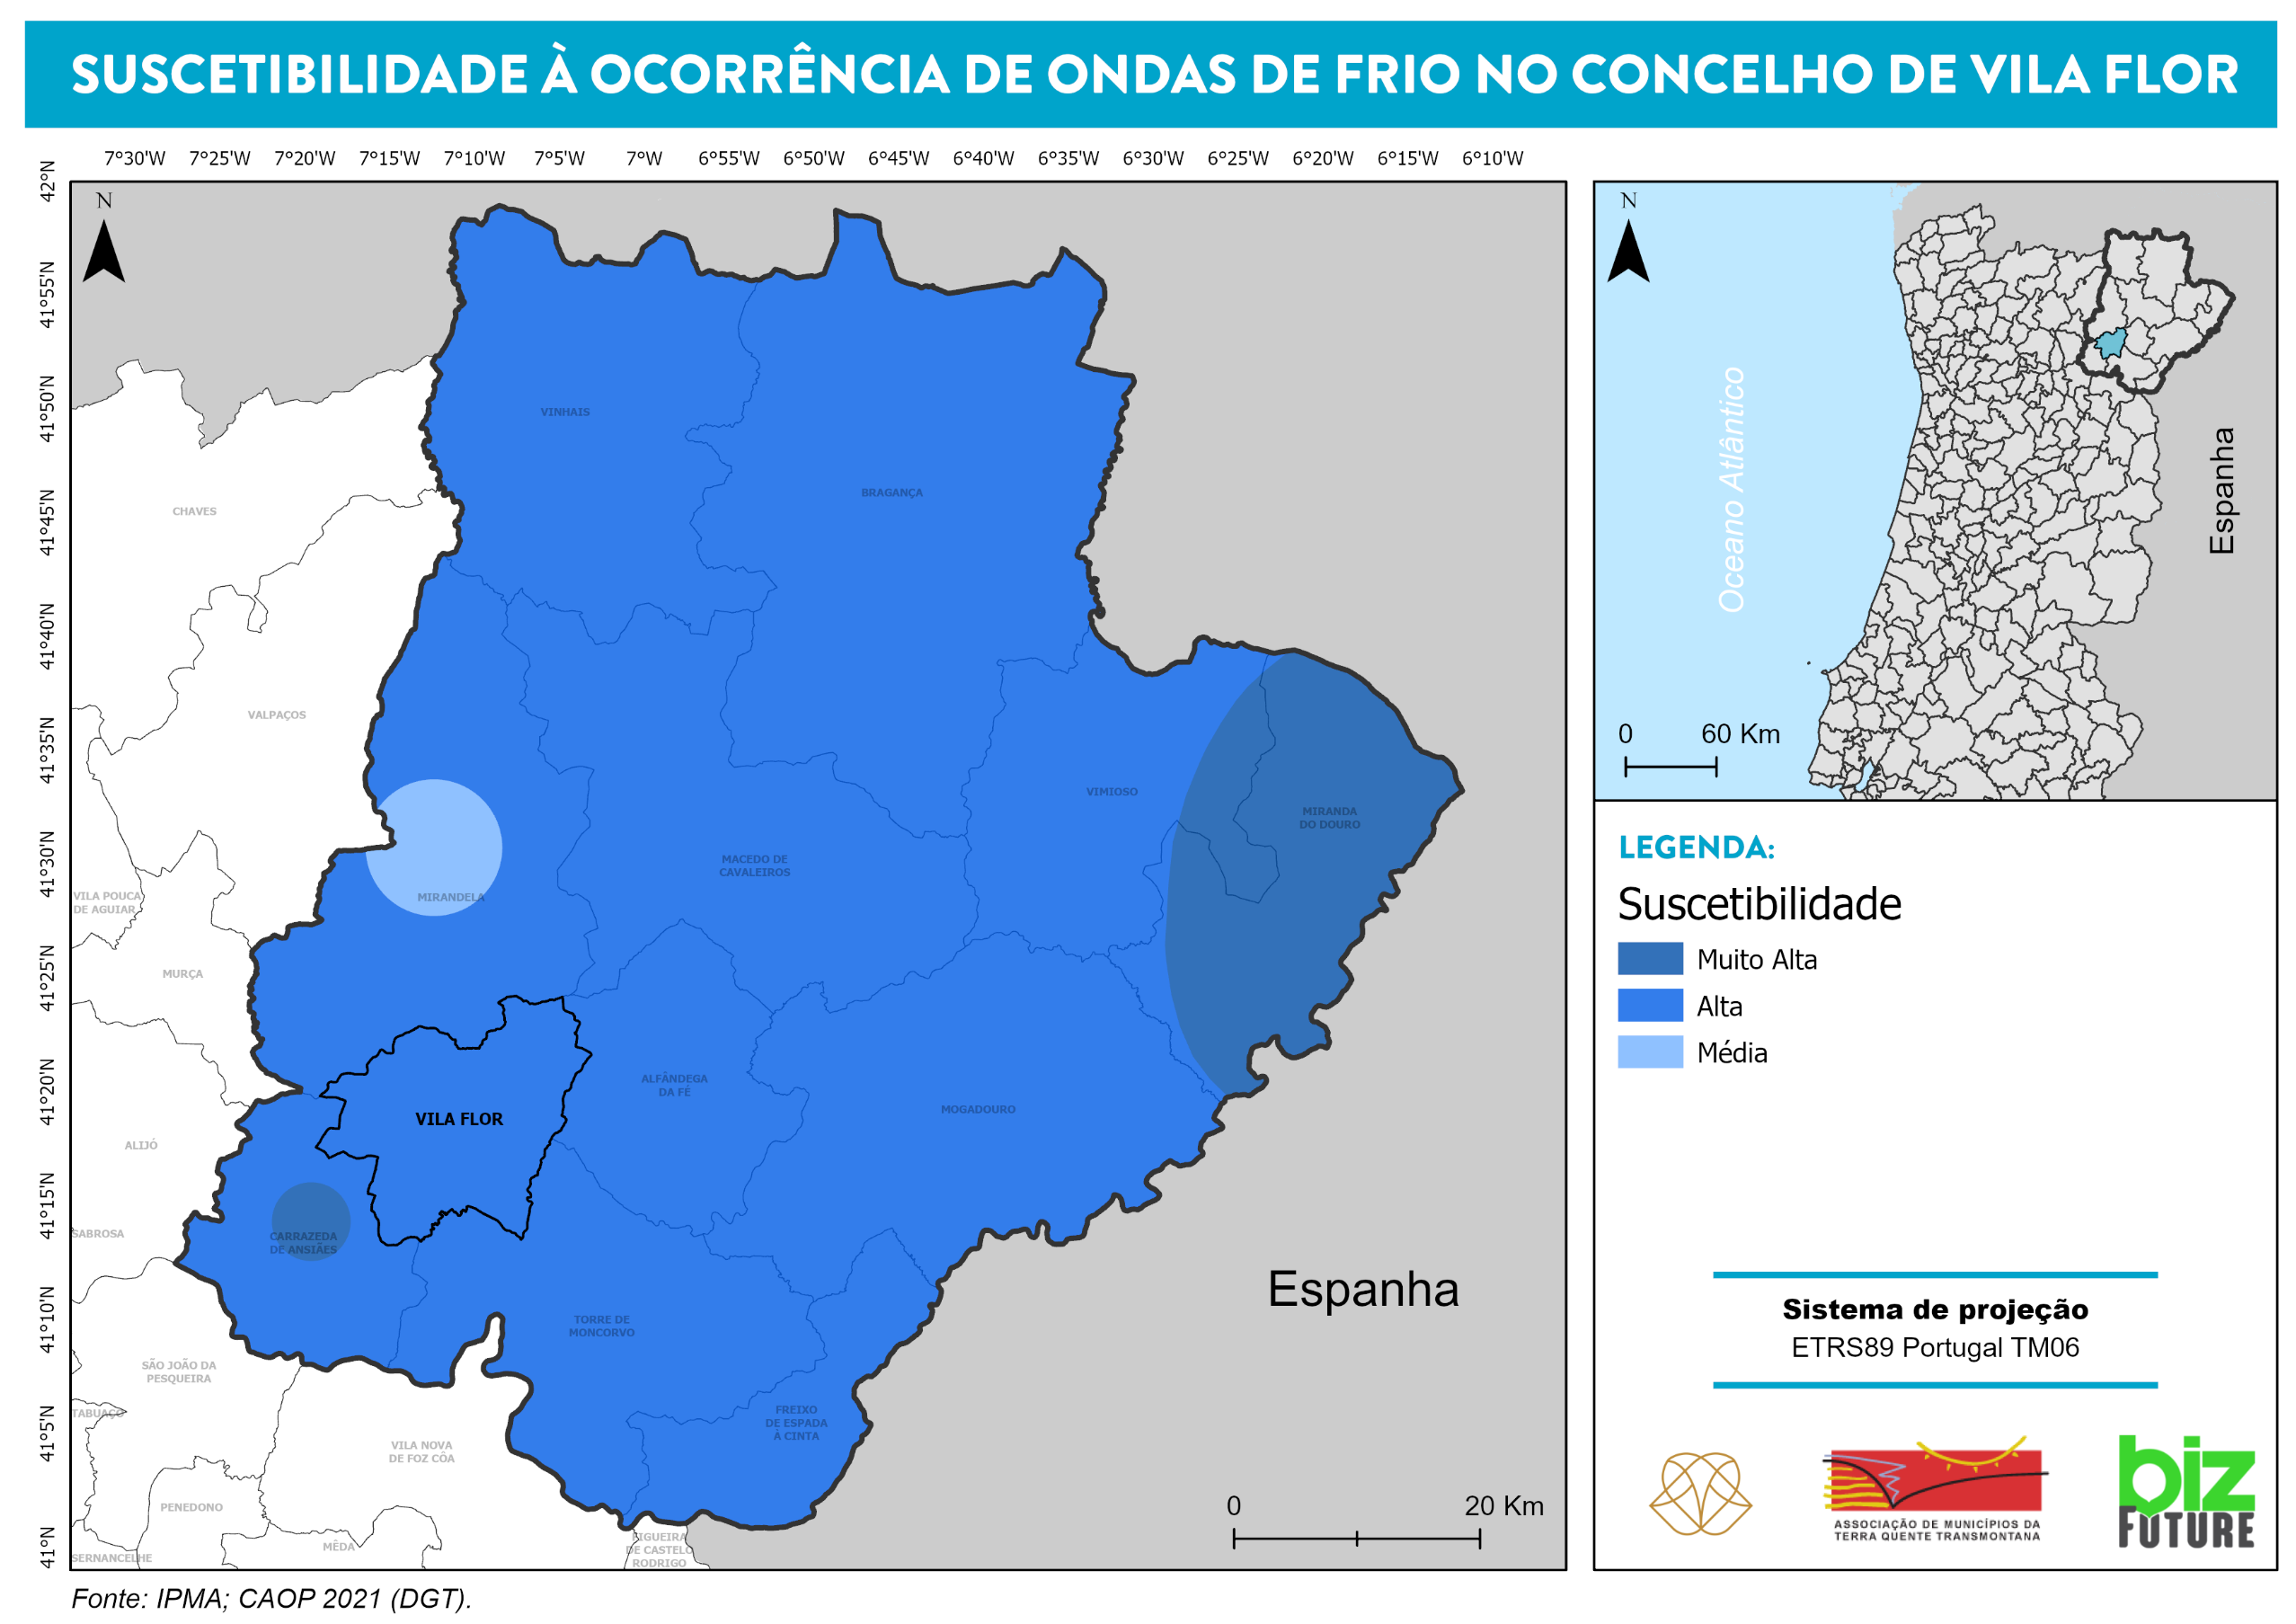 SUSCETIBILIDADE À OCORRÊNCIA DE ONDAS DE FRIO NO CONCELHO DE VILA FLOR
7°30'W 7°25'W 7°20'W 7°15'W 7°10'W 7°5'W 7°W 6°55'W 6°50'W 6°45'W 6°40'W 6°35'W 6°30'W 6°25'W 6°20'W 6°15'W 6°10'W
42°N
41°55'N
41°50'N
41°45'N
41°40'N
41°35'N
41°30'N
41°25'N
41°20'N
41°15'N
41°10'N
41°5'N
41°N
N
VINHAIS
BRAGANÇA
CHAVES
VALPAÇOS
VIMIOSO
MIRANDA
DO DOURO
MACEDO DE
CAVALEIROS
MIRANDELA
VILA POUCA
DE AGUIAR
MURÇA
ALFÂNDEGA
DA FÉ
VILA FLOR
MOGADOURO
ALIJÓ
SABROSA
CARRAZEDA
DE ANSIÃES
Espanha
TORRE DE
MONCORVO
SÃO JOÃO DA
PESQUEIRA
TABUAÇO
FREIXO
DE ESPADA
À CINTA
VILA NOVA
DE FOZ CÔA
PENEDONO
MÊDA
SERNANCELHE
FIGUEIRA
DE CASTELO
RODRIGO
0 20 Km
N
Oceano Atlântico
Espanha
0 60 Km
LEGENDA:
Suscetibilidade
Muito Alta
Alta
Média
Sistema de projeção
ETRS89 Portugal TM06
ASSOCIAÇÃO DE MUNICÍPIOS DA
TERRA QUENTE TRANSMONTANA
biz
FUTURE
Fonte: IPMA; CAOP 2021 (DGT).